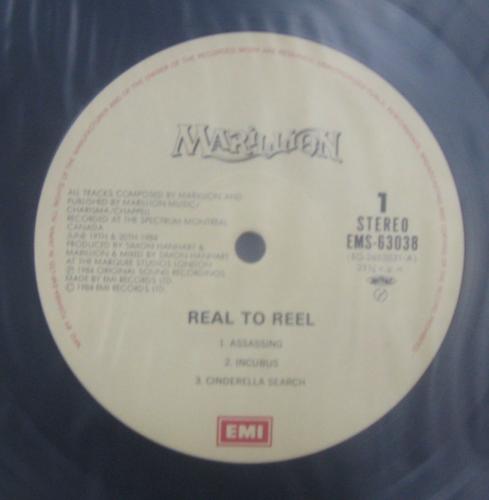 MARILLION
ALL TRACKS COMPOSED BY MARILLION AND
PUBLISHED BY MARILLION MUSIC/
CHARISMA/CHAPPELL
RECORDED AT THE SPECTRUM MONTREAL
CANADA
JUNE 19TH & 20TH 1984
PRODUCED BY SIMON HANHART &
MARILLION & MIXED BY SIMON HANHART
AT THE MARQUEE STUDIOS LONDON
℗ 1984 ORIGINAL SOUND RECORDINGS
MADE BY EMI RECORDS LTD.
© 1984 EMI RECORDS LTD.
1
STEREO
EMS-63038
33⅓ r.p.m
REAL TO REEL
1. ASSASSING
2. INCUBUS
3. CINDERELLA SEARCH
EMI